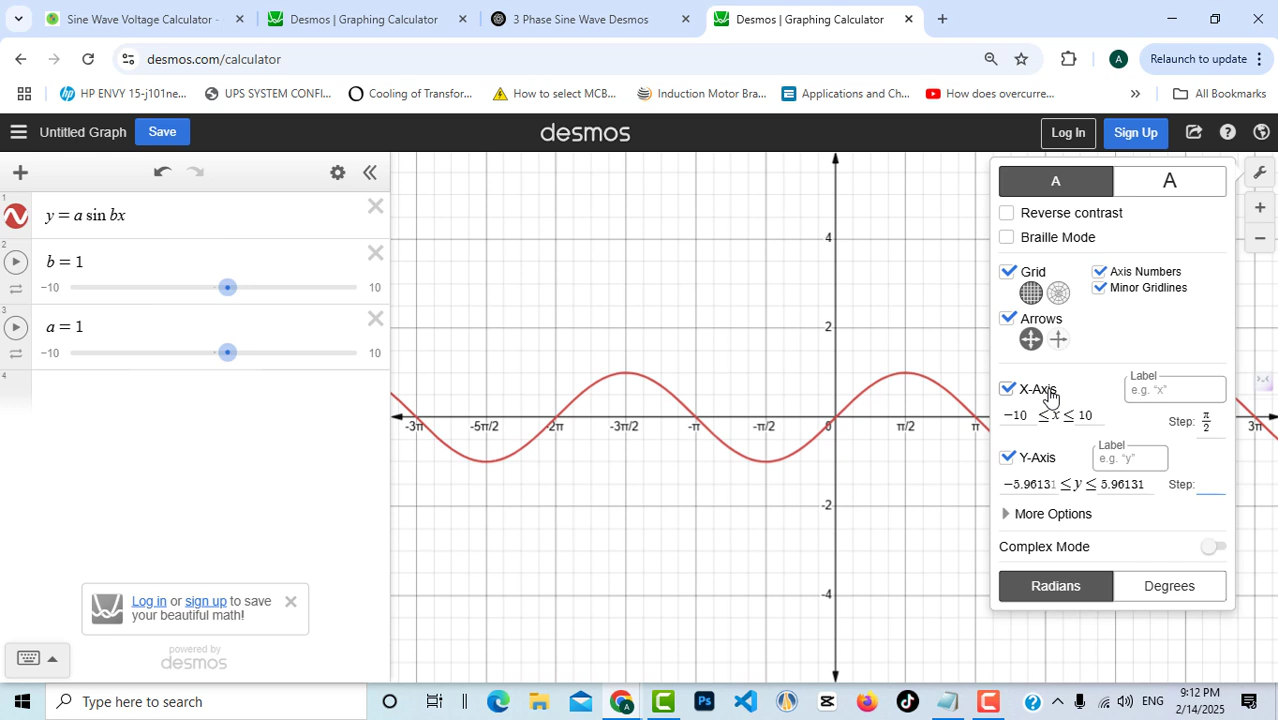 Sine Wave Voltage Calculator -
Desmos | Graphing Calculator
3 Phase Sine Wave Desmos
Desmos | Graphing Calculator
desmos.com/calculator
A
Relaunch to update
HP ENVY 15-j101ne...
UPS SYSTEM CONFI...
Cooling of Transfor...
How to select MCB...
Induction Motor Bra...
Applications and Ch...
How does overcurre...
»
All Bookmarks
Untitled Graph
Save
desmos
Log In
Sign Up
1
y = a sin bx
2
b = 1
−10
10
3
a = 1
−10
10
4
Log in or sign up to save
your beautiful math!
powered by
desmos
4
2
-3π
-5π/2
-2π
-3π/2
-π
-π/2
0
π/2
π
3π
-2
-4
A
A
Reverse contrast
Braille Mode
Grid
Axis Numbers
Minor Gridlines
Arrows
X-Axis
Label
e.g. “x”
−10 ≤ x ≤ 10
Step: π/2
Y-Axis
Label
e.g. “y”
−5.96131 ≤ y ≤ 5.96131
Step:
More Options
Complex Mode
Radians
Degrees
Type here to search
ENG
9:12 PM
2/14/2025